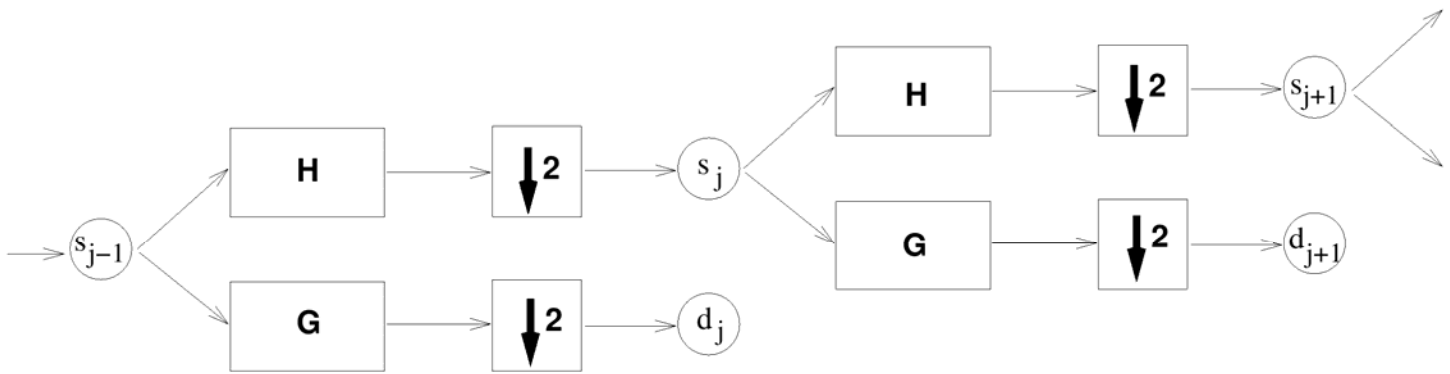 H
↓2
s_{j+1}
H
↓2
s_j
G
↓2
d_{j+1}
s_{j-1}
G
↓2
d_j